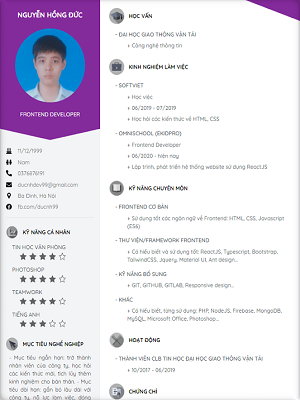 NGUYỄN HỒNG ĐỨC
FRONTEND DEVELOPER
11/12/1999
Nam
0376876191
ducnhdav99@gmail.com
Ba Đình, Hà Nội
fb.com/ducnh99
KỸ NĂNG CÁ NHÂN
TIN HỌC VĂN PHÒNG
PHOTOSHOP
TEAMWORK
TIẾNG ANH
MỤC TIÊU NGHỀ NGHIỆP
- Mục tiêu ngắn hạn: trở thành
nhân viên của công ty, học hỏi
các kiến thức mới, tích lũy thêm
kinh nghiệm cho bản thân. - Mục
tiêu dài hạn: gắn bó lâu dài với
công ty, nỗ lực làm việc, đóng
HỌC VẤN
- ĐẠI HỌC GIAO THÔNG VẬN TẢI
+ Công nghệ thông tin
KINH NGHIỆM LÀM VIỆC
- SOFTVIET
+ Học việc
+ 06/2019 - 07/2019
+ Học hỏi các kiến thức về HTML, CSS
- OMNISCHOOL (EKIDPRO)
+ Frontend Developer
+ 06/2020 - hiện nay
+ Lập trình, phát triển hệ thống website sử dụng ReactJS
KỸ NĂNG CHUYÊN MÔN
- FRONTEND CƠ BẢN
+ Sử dụng tốt các ngôn ngữ về Frontend: HTML, CSS, Javascript
(ES6)
- THƯ VIỆN/FRAMEWORK FRONTEND
+ Có hiểu biết và sử dụng tốt: ReactJS, Typescript, Bootstrap,
TailwindCSS, Jquery, Material UI, Ant design...
- KỸ NĂNG BỔ SUNG
+ GIT, GITHUB, GITLAB, Responsive design..
- KHÁC
+ Có hiểu biết, từng sử dụng: PHP, NodeJS, Firebase, MongoDB,
MySQL, Microsoft Office, Photoshop...
HOẠT ĐỘNG
- THÀNH VIÊN CLB TIN HỌC ĐẠI HỌC GIAO THÔNG VẬN TẢI
+ 10/2017 - 06/2019
CHỨNG CHỈ